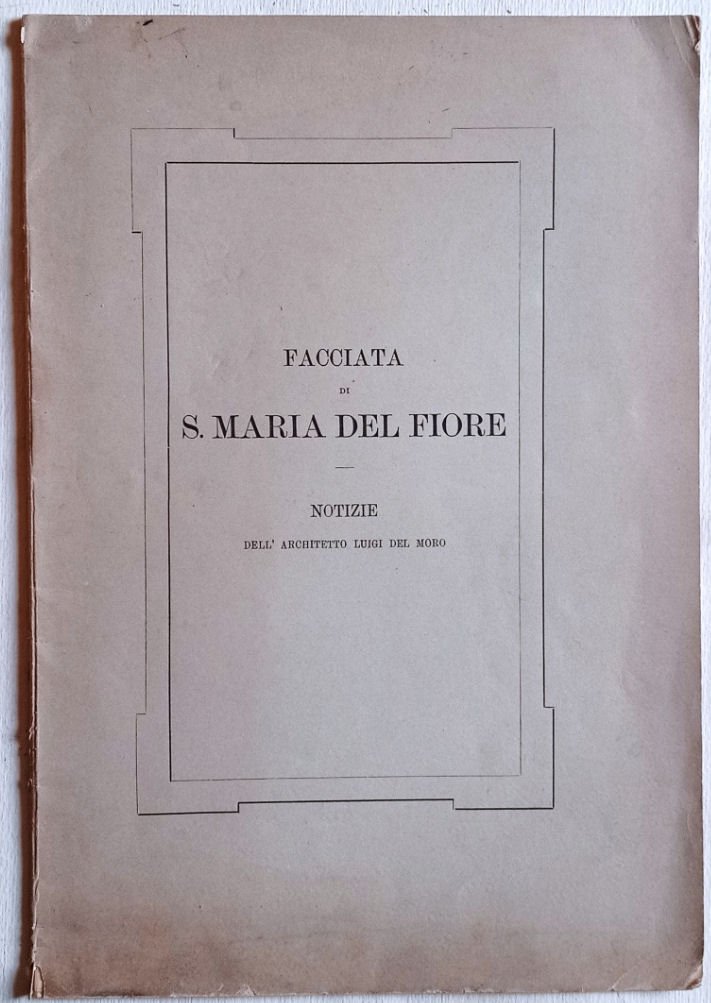 FACCIATA
DI
S. MARIA DEL FIORE
NOTIZIE
DELL' ARCHITETTO LUIGI DEL MORO